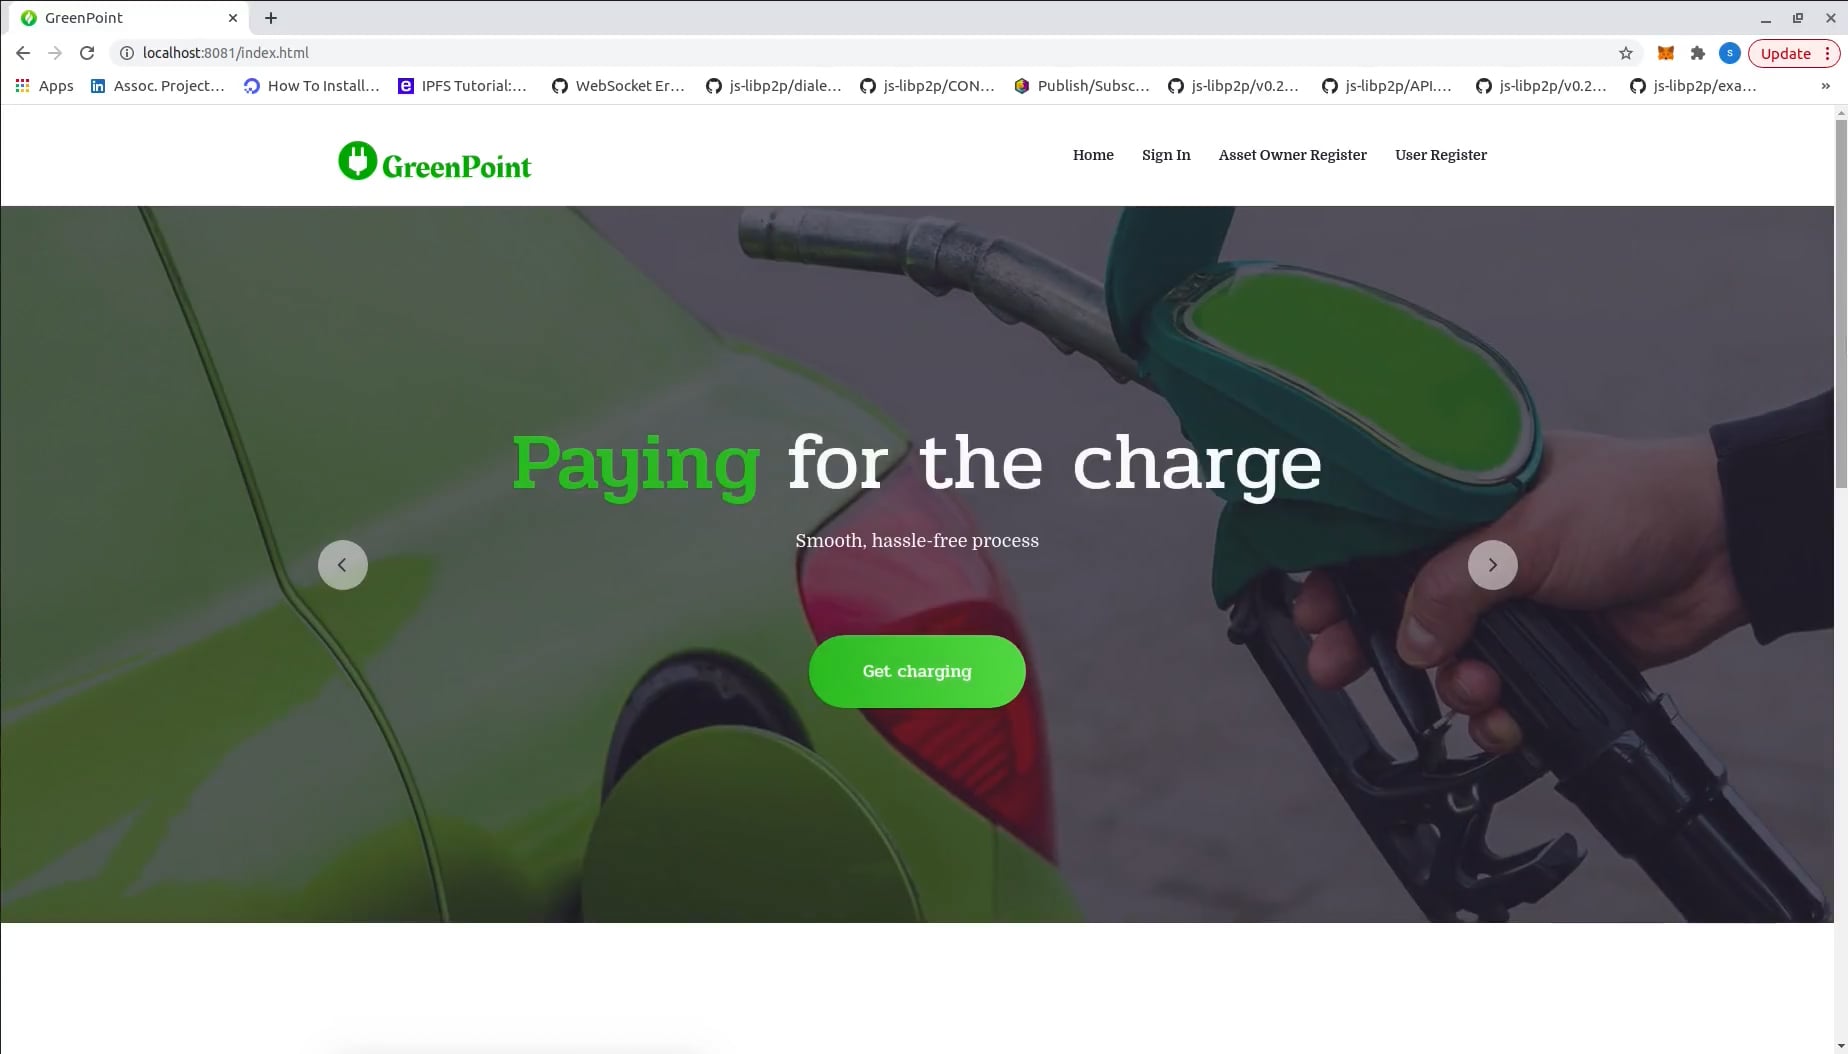 GreenPoint
localhost:8081/index.html
S
Update
Apps
Assoc. Project...
How To Install...
IPFS Tutorial:...
WebSocket Er...
js-libp2p/diale...
js-libp2p/CON...
Publish/Subsc...
js-libp2p/v0.2...
js-libp2p/API....
js-libp2p/v0.2...
js-libp2p/exa...
»
GreenPoint
Home
Sign In
Asset Owner Register
User Register
Paying for the charge
Smooth, hassle-free process
Get charging